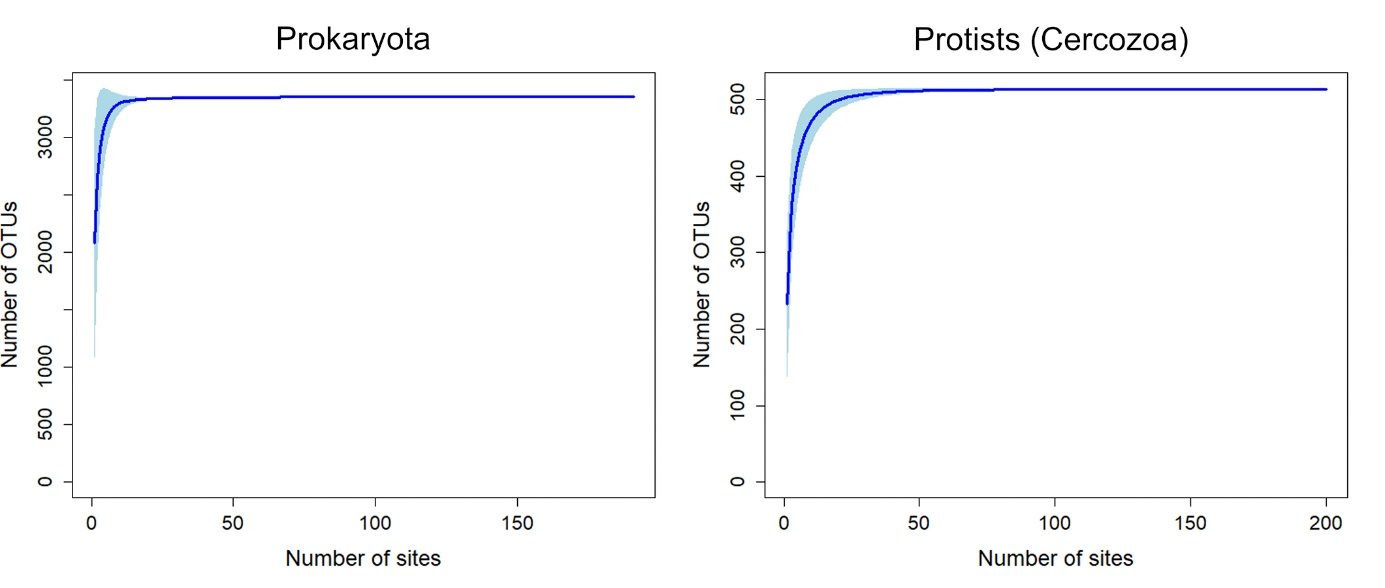 Prokaryota
Number of OTUs
3000
2000
1000
500
0
0 50 100 150
Number of sites
Protists (Cercozoa)
Number of OTUs
500
400
300
200
100
0
0 50 100 150 200
Number of sites